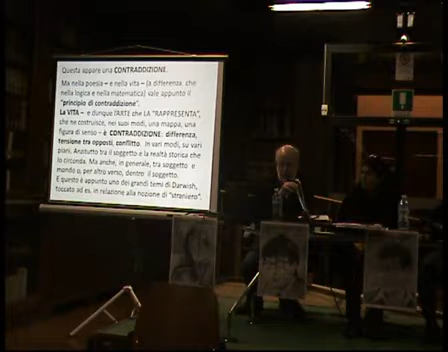 Questa appare una CONTRADDIZIONE.
Ma nella poesia – e nella vita – (a differenza che
nella logica e nella matematica) vale appunto il
"principio di contraddizione".
La VITA – e dunque l'ARTE che LA "RAPPRESENTA",
che ne costruisce, nei suoi modi, una mappa, una
figura di senso – è CONTRADDIZIONE: differenza,
tensione tra opposti, conflitto. In vari modi, su vari
piani. Anzitutto tra il soggetto e la realtà storica che
lo circonda. Ma anche, in generale, tra soggetto e
mondo o, per altro verso, dentro il soggetto.
E questo è appunto uno dei grandi temi di Darwish,
toccato ad es. in relazione alla nozione di "straniero".